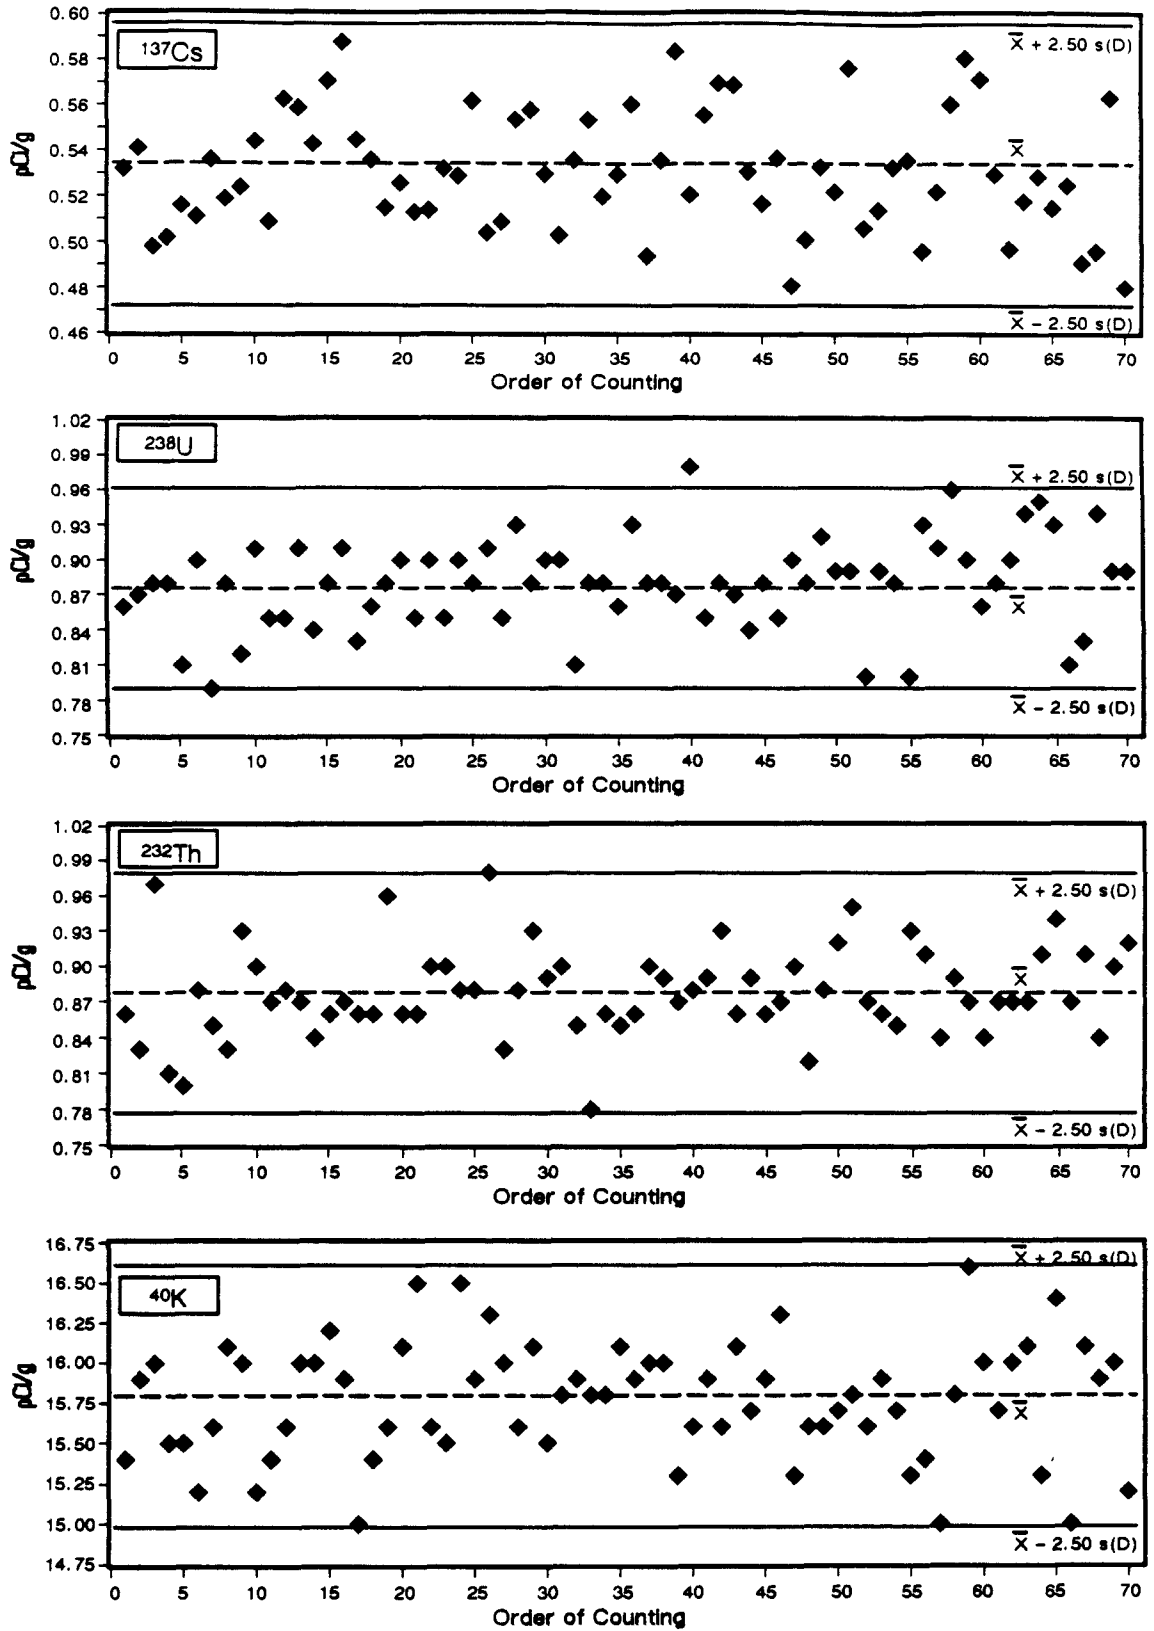 0.60
0.58
0.56
0.54
0.52
0.50
0.48
0.46
pCi/g
137Cs
x̄ + 2.50 s(D)
x̄
x̄ − 2.50 s(D)
0 5 10 15 20 25 30 35 40 45 50 55 60 65 70
Order of Counting
1.02
0.99
0.96
0.93
0.90
0.87
0.84
0.81
0.78
0.75
pCi/g
238U
x̄ + 2.50 s(D)
x̄
x̄ − 2.50 s(D)
0 5 10 15 20 25 30 35 40 45 50 55 60 65 70
Order of Counting
1.02
0.99
0.96
0.93
0.90
0.87
0.84
0.81
0.78
0.75
pCi/g
232Th
x̄ + 2.50 s(D)
x̄
x̄ − 2.50 s(D)
0 5 10 15 20 25 30 35 40 45 50 55 60 65 70
Order of Counting
16.75
16.50
16.25
16.00
15.75
15.50
15.25
15.00
14.75
pCi/g
40K
x̄ + 2.50 s(D)
x̄
x̄ − 2.50 s(D)
0 5 10 15 20 25 30 35 40 45 50 55 60 65 70
Order of Counting